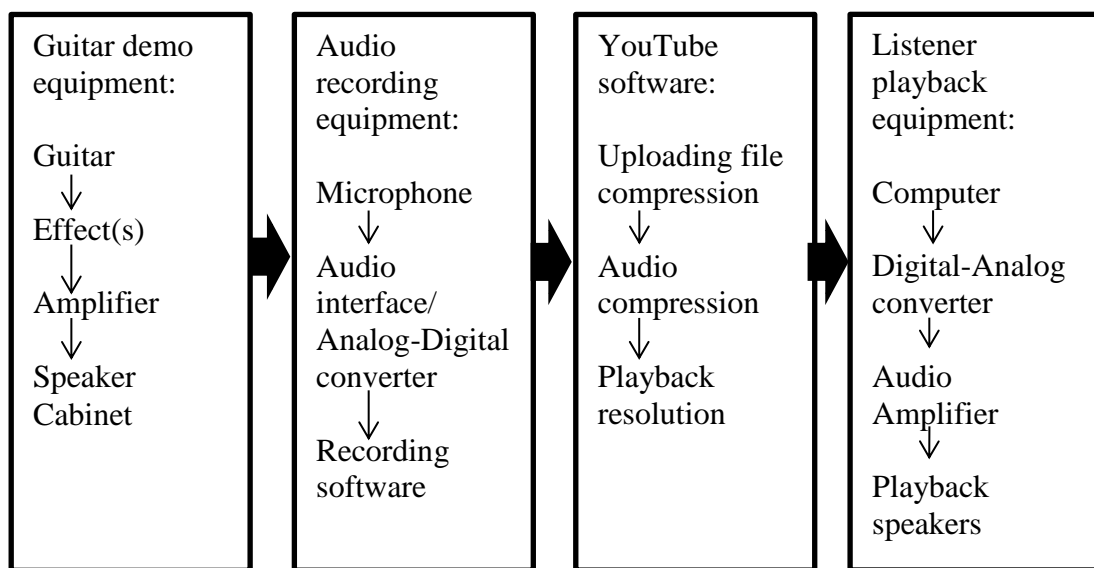 Guitar demo
equipment:
Guitar
Effect(s)
Amplifier
Speaker
Cabinet
Audio
recording
equipment:
Microphone
Audio
interface/
Analog-Digital
converter
Recording
software
YouTube
software:
Uploading file
compression
Audio
compression
Playback
resolution
Listener
playback
equipment:
Computer
Digital-Analog
converter
Audio
Amplifier
Playback
speakers